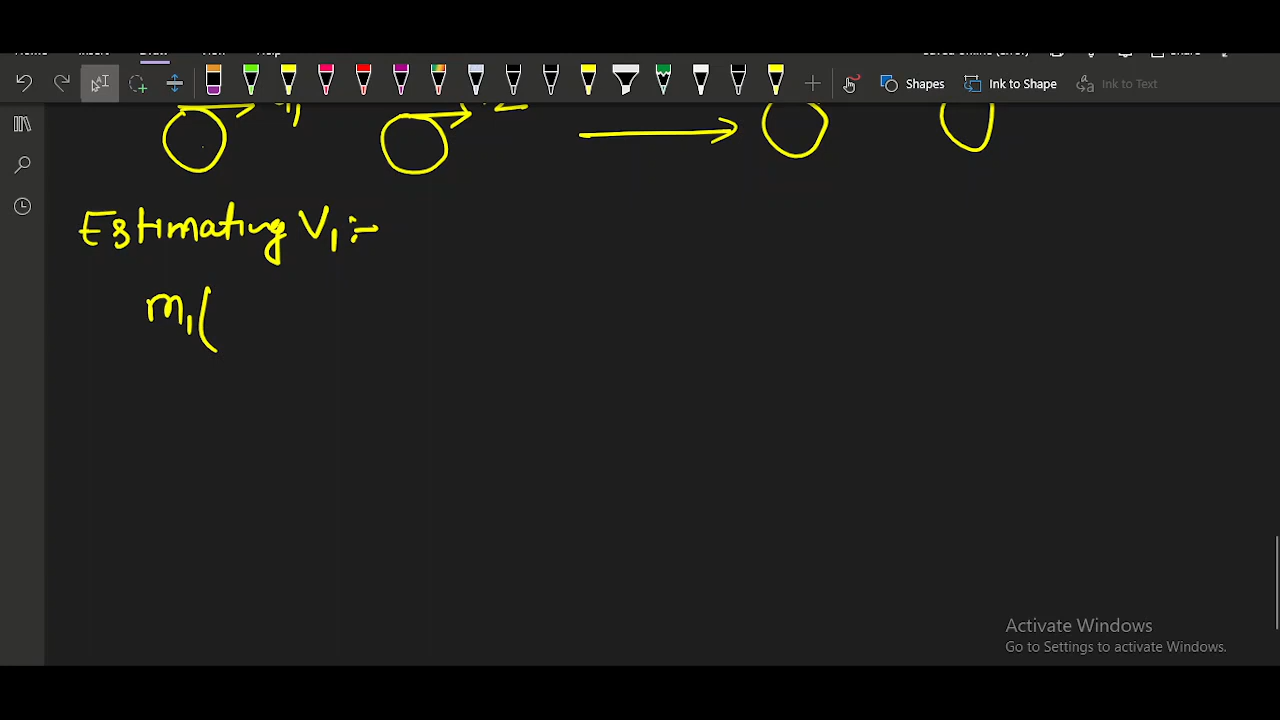 Shapes Ink to Shape Ink to Text
Estimating V₁ :-
m₁(
Activate Windows
Go to Settings to activate Windows.